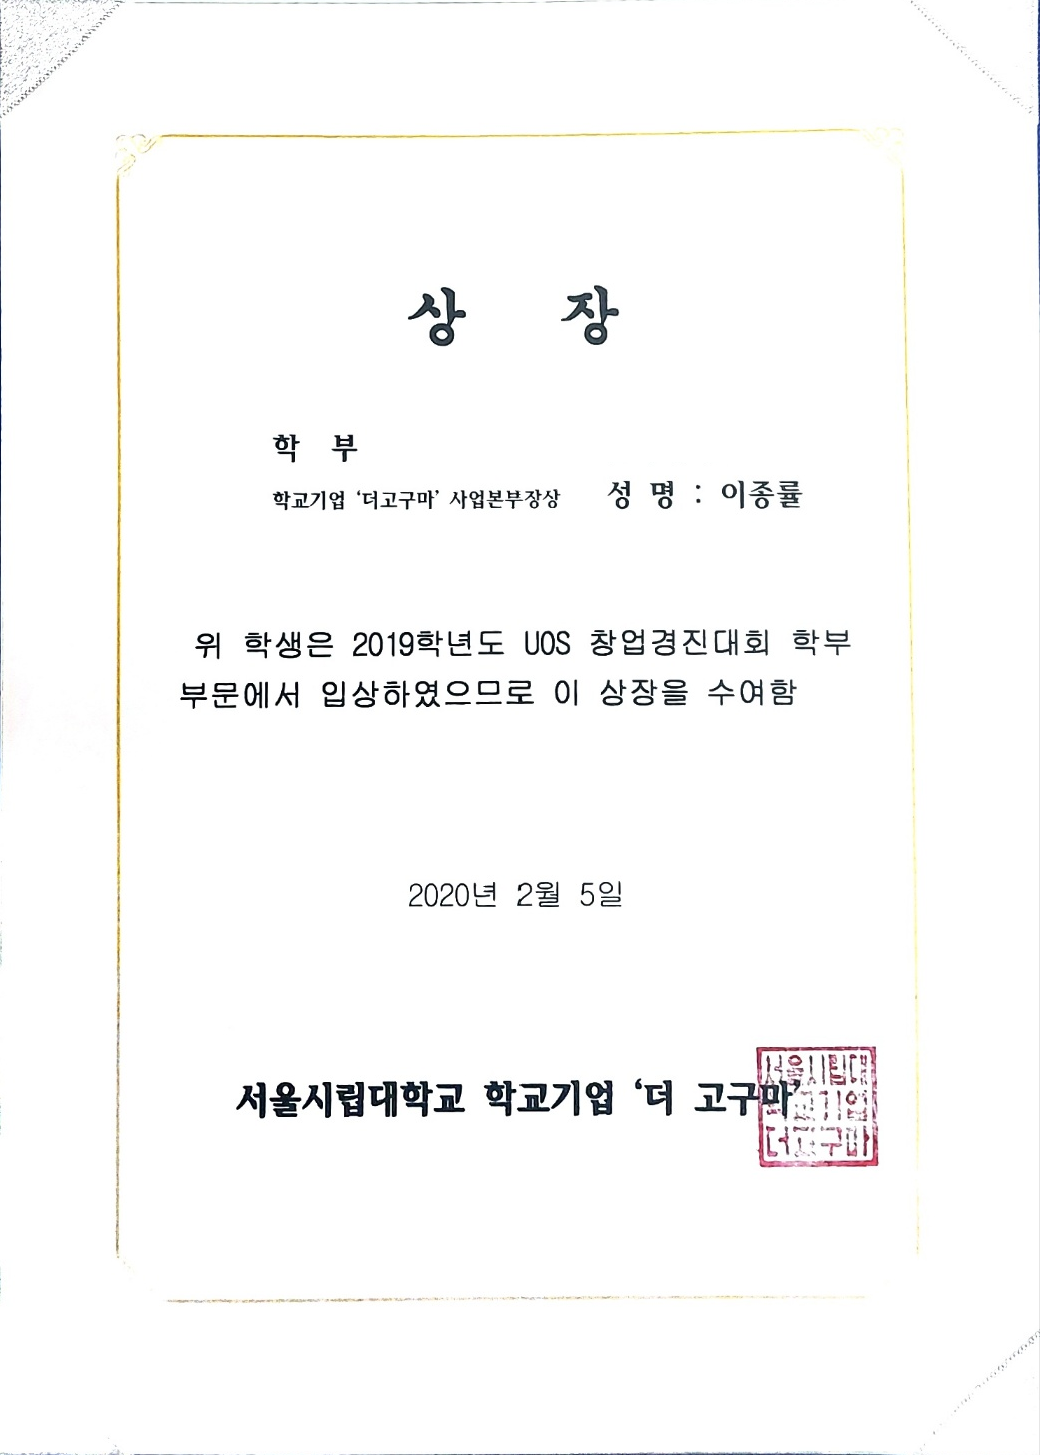 상 장
학 부
학교기업 '더고구마' 사업본부장상 성 명 : 이종률
위 학생은 2019학년도 UOS 창업경진대회 학부
부문에서 입상하였으므로 이 상장을 수여함
2020년 2월 5일
서울시립대학교 학교기업 '더 고구마'
서울시립대
학교기업
더고구마